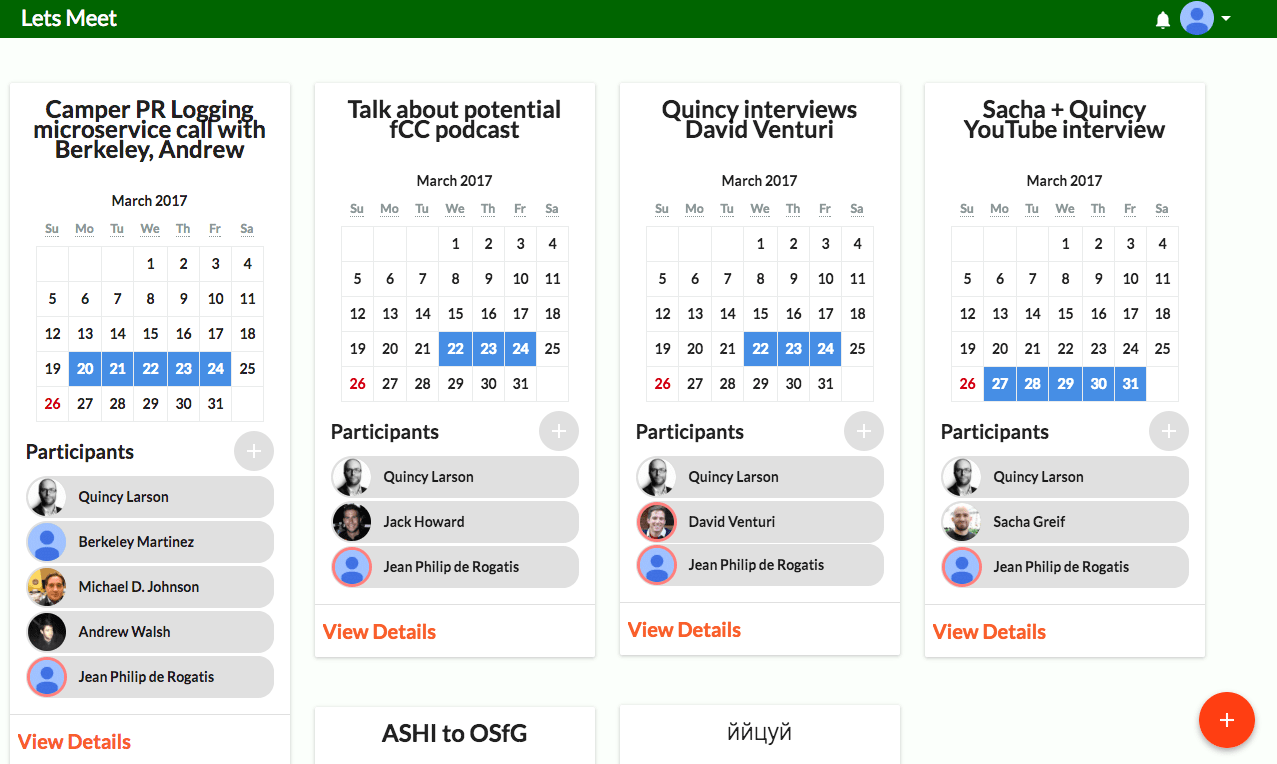 Lets Meet
Camper PR Logging
microservice call with
Berkeley, Andrew
March 2017
Su Mo Tu We Th Fr Sa
1 2 3 4
5 6 7 8 9 10 11
12 13 14 15 16 17 18
19 20 21 22 23 24 25
26 27 28 29 30 31
Participants
Quincy Larson
Berkeley Martinez
Michael D. Johnson
Andrew Walsh
Jean Philip de Rogatis
View Details
Talk about potential
fCC podcast
March 2017
Su Mo Tu We Th Fr Sa
1 2 3 4
5 6 7 8 9 10 11
12 13 14 15 16 17 18
19 20 21 22 23 24 25
26 27 28 29 30 31
Participants
Quincy Larson
Jack Howard
Jean Philip de Rogatis
View Details
Quincy interviews
David Venturi
March 2017
Su Mo Tu We Th Fr Sa
1 2 3 4
5 6 7 8 9 10 11
12 13 14 15 16 17 18
19 20 21 22 23 24 25
26 27 28 29 30 31
Participants
Quincy Larson
David Venturi
Jean Philip de Rogatis
View Details
Sacha + Quincy
YouTube interview
March 2017
Su Mo Tu We Th Fr Sa
1 2 3 4
5 6 7 8 9 10 11
12 13 14 15 16 17 18
19 20 21 22 23 24 25
26 27 28 29 30 31
Participants
Quincy Larson
Sacha Greif
Jean Philip de Rogatis
View Details
ASHI to OSfG
ййцуй